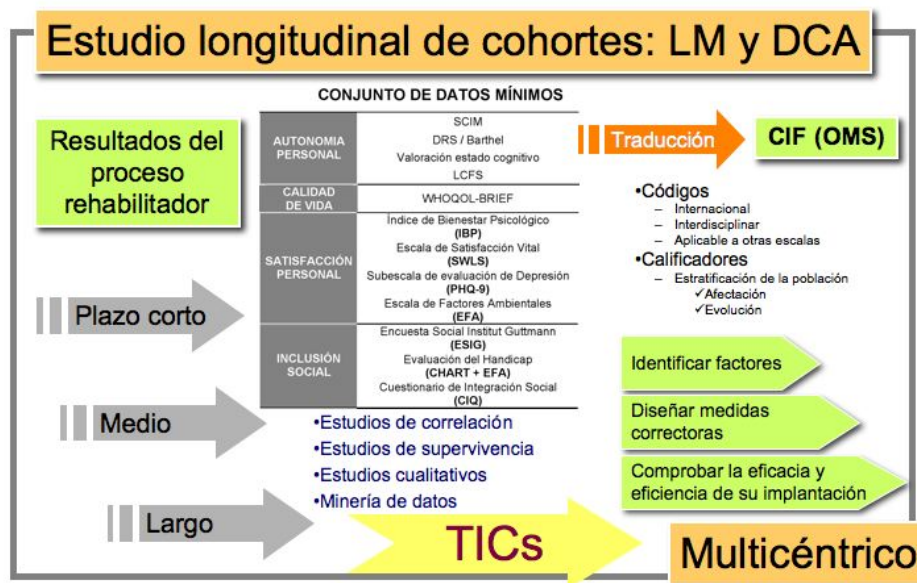 Estudio longitudinal de cohortes: LM y DCA
Resultados del
proceso
rehabilitador
Plazo corto
Medio
Largo
CONJUNTO DE DATOS MÍNIMOS
AUTONOMIA
PERSONAL
SCIM
DRS / Barthel
Valoración estado cognitivo
LCFS
CALIDAD
DE VIDA
WHOQOL-BRIEF
SATISFACCIÓN
PERSONAL
Índice de Bienestar Psicológico
(IBP)
Escala de Satisfacción Vital
(SWLS)
Subescala de evaluación de Depresión
(PHQ-9)
Escala de Factores Ambientales
(EFA)
INCLUSIÓN
SOCIAL
Encuesta Social Institut Guttmann
(ESIG)
Evaluación del Handicap
(CHART + EFA)
Cuestionario de Integración Social
(CIQ)
•Estudios de correlación
•Estudios de supervivencia
•Estudios cualitativos
•Minería de datos
TICs
Traducción
CIF (OMS)
•Códigos
– Internacional
– Interdisciplinar
– Aplicable a otras escalas
•Calificadores
– Estratificación de la población
✓Afectación
✓Evolución
Identificar factores
Diseñar medidas
correctoras
Comprobar la eficacia y
eficiencia de su implantación
Multicéntrico